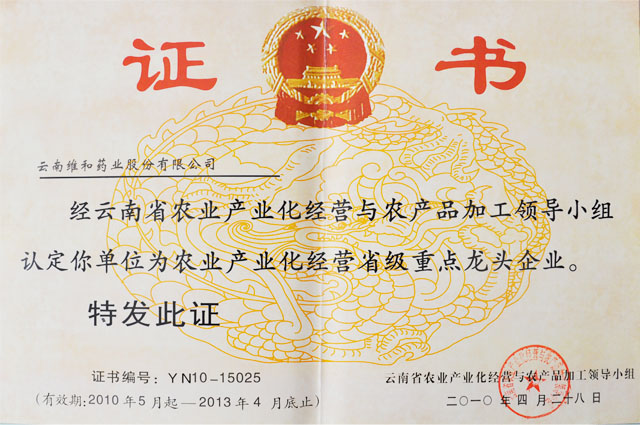 证书
云南维和药业股份有限公司
经云南省农业产业化经营与农产品加工领导小组
认定你单位为农业产业化经营省级重点龙头企业。
特发此证
证书编号：YN10-15025
云南省农业产业化经营与农产品加工领导小组
(有效期：2010年5月起—2013年4月底止)
二〇一〇年四月二十八日